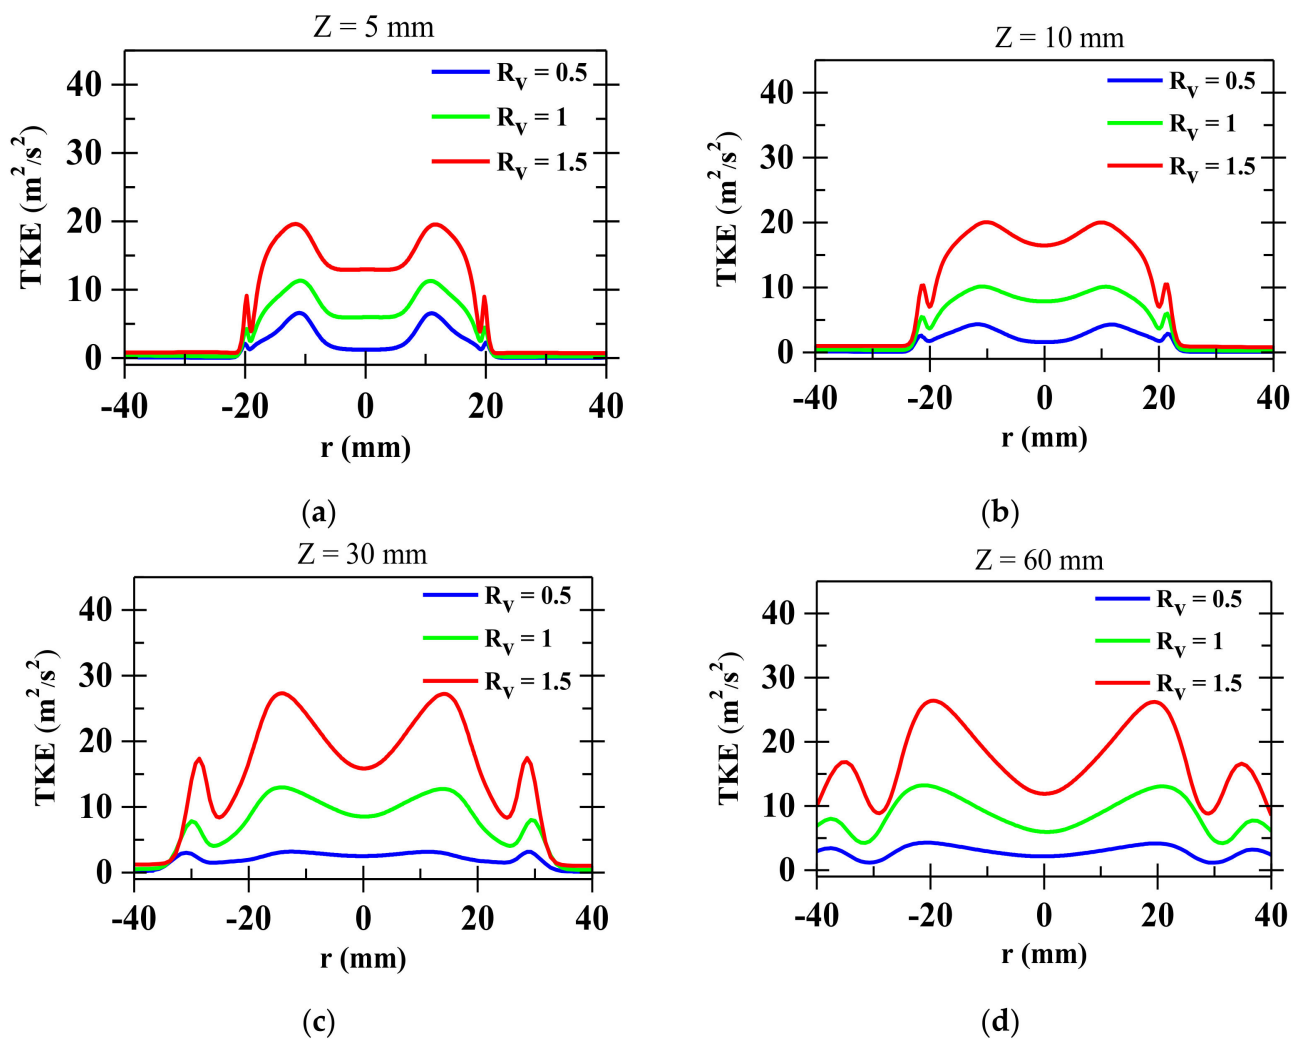 Z = 5 mm
TKE (m²/s²)
40
30
20
10
0
R_v = 0.5
R_v = 1
R_v = 1.5
-40 -20 0 20 40
r (mm)
(a)
Z = 10 mm
TKE (m²/s²)
40
30
20
10
0
R_v = 0.5
R_v = 1
R_v = 1.5
-40 -20 0 20 40
r (mm)
(b)
Z = 30 mm
TKE (m²/s²)
40
30
20
10
0
R_v = 0.5
R_v = 1
R_v = 1.5
-40 -20 0 20 40
r (mm)
(c)
Z = 60 mm
TKE (m²/s²)
40
30
20
10
0
R_v = 0.5
R_v = 1
R_v = 1.5
-40 -20 0 20 40
r (mm)
(d)